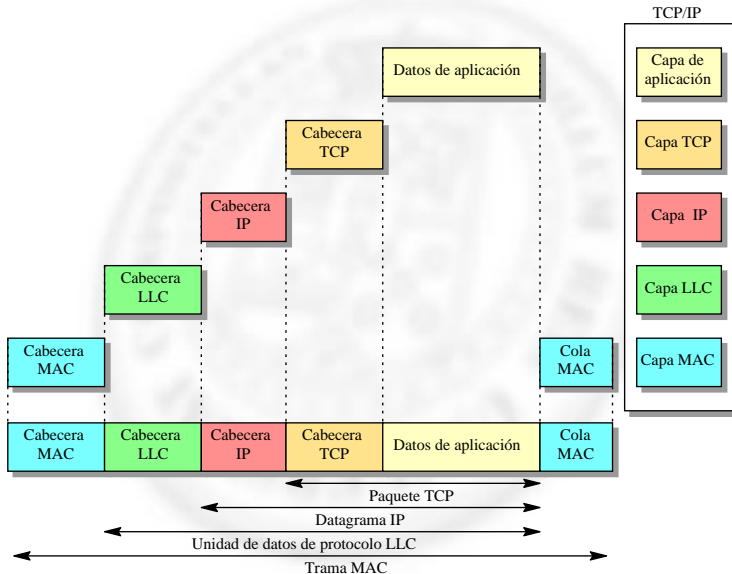 TCP/IP
Datos de aplicación
Capa de
aplicación
Cabecera
TCP
Capa TCP
Cabecera
IP
Capa IP
Cabecera
LLC
Capa LLC
Cabecera
MAC
Cola
MAC
Capa MAC
Cabecera
MAC
Cabecera
LLC
Cabecera
IP
Cabecera
TCP
Datos de aplicación
Cola
MAC
Paquete TCP
Datagrama IP
Unidad de datos de protocolo LLC
Trama MAC